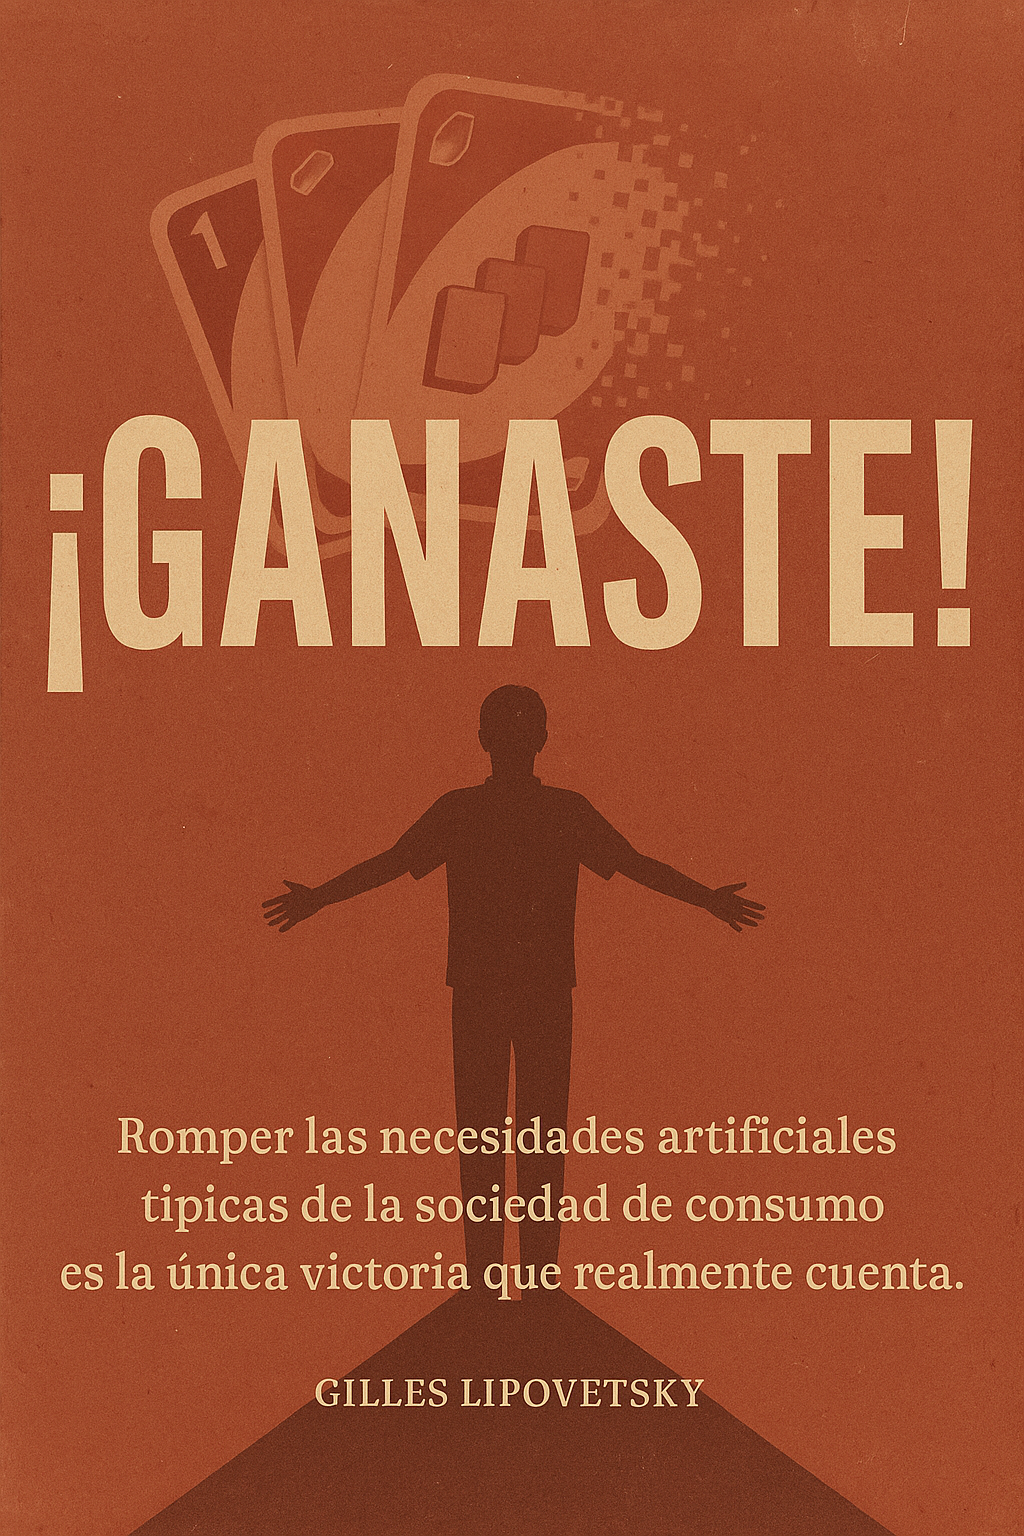 1
¡GANASTE!
Romper las necesidades artificiales
tipicas de la sociedad de consumo
es la única victoria que realmente cuenta.
GILLES LIPOVETSKY